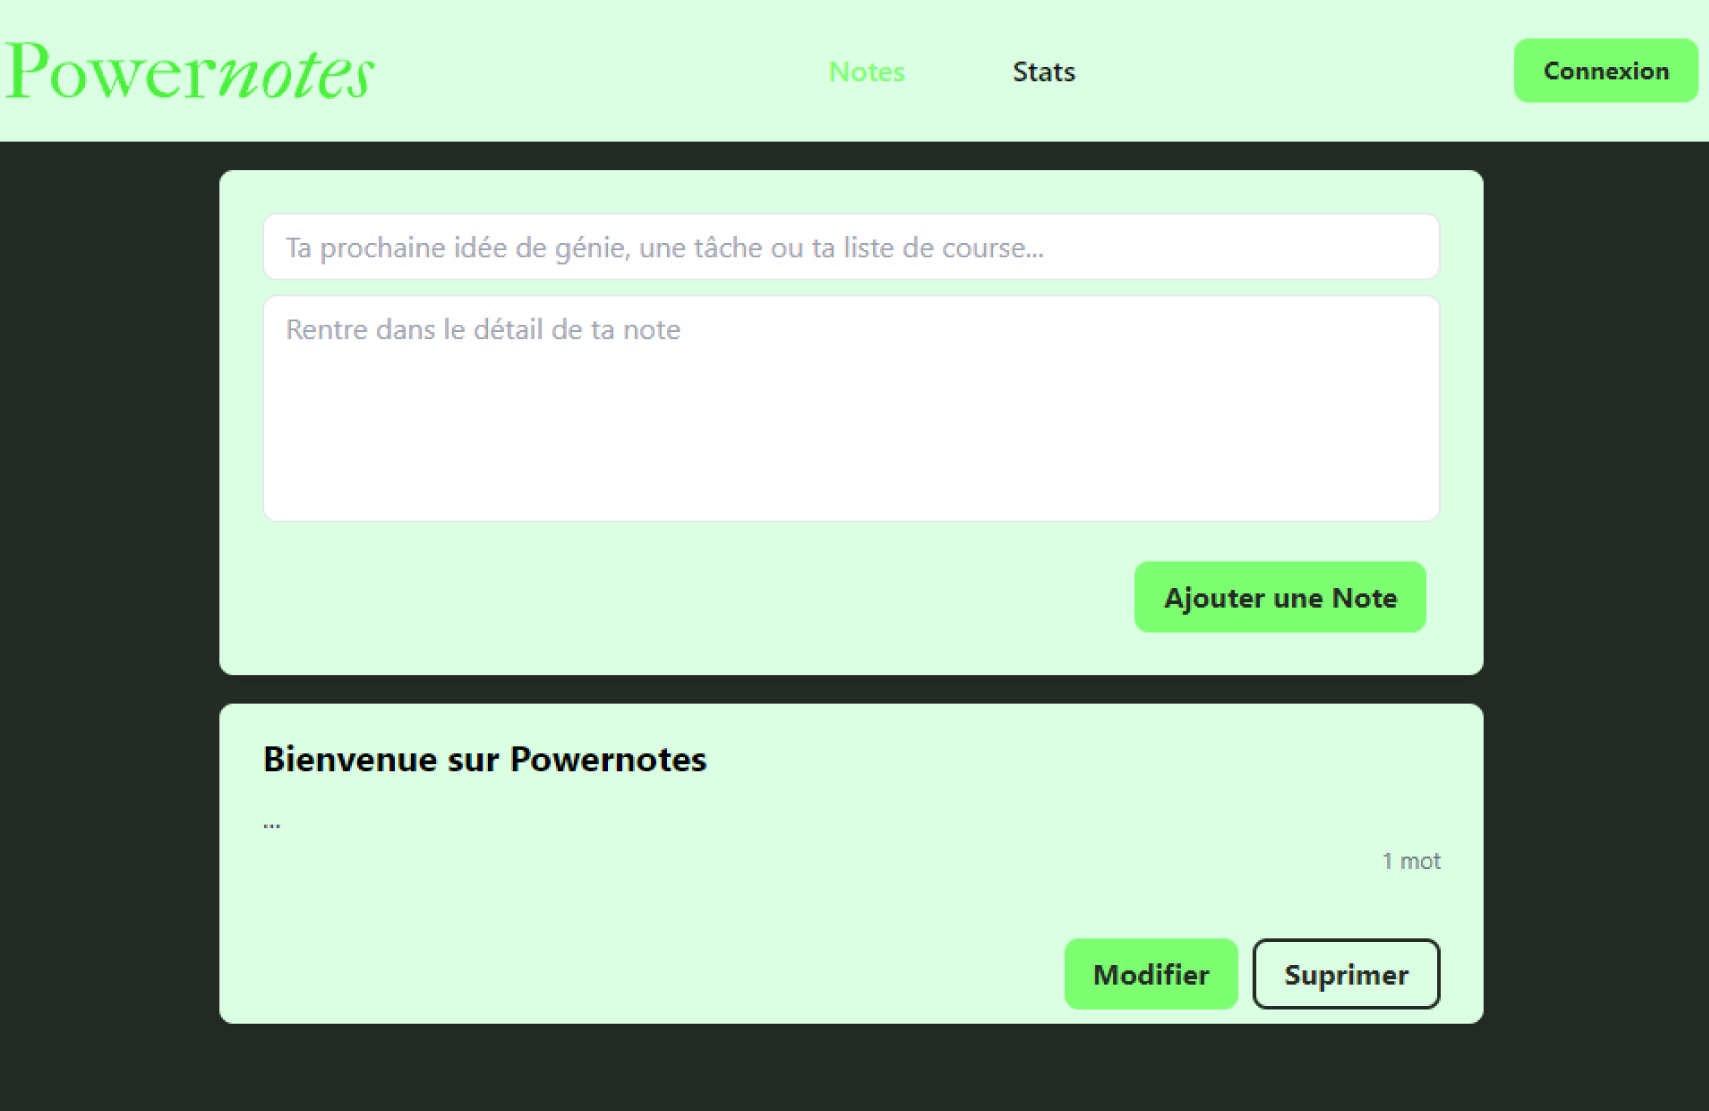 Powernotes
Notes
Stats
Connexion
Ta prochaine idée de génie, une tâche ou ta liste de course...
Rentre dans le détail de ta note
Ajouter une Note
Bienvenue sur Powernotes
...
1 mot
Modifier
Suprimer